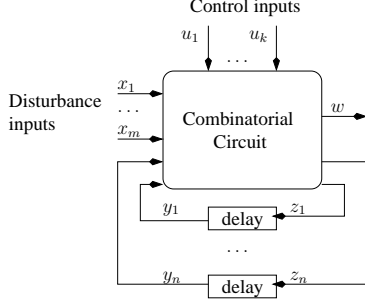 Control inputs
u₁ ... uₖ
x₁
Disturbance ...
inputs
xₘ
Combinatorial
Circuit
w
y₁ delay z₁
...
yₙ delay zₙ